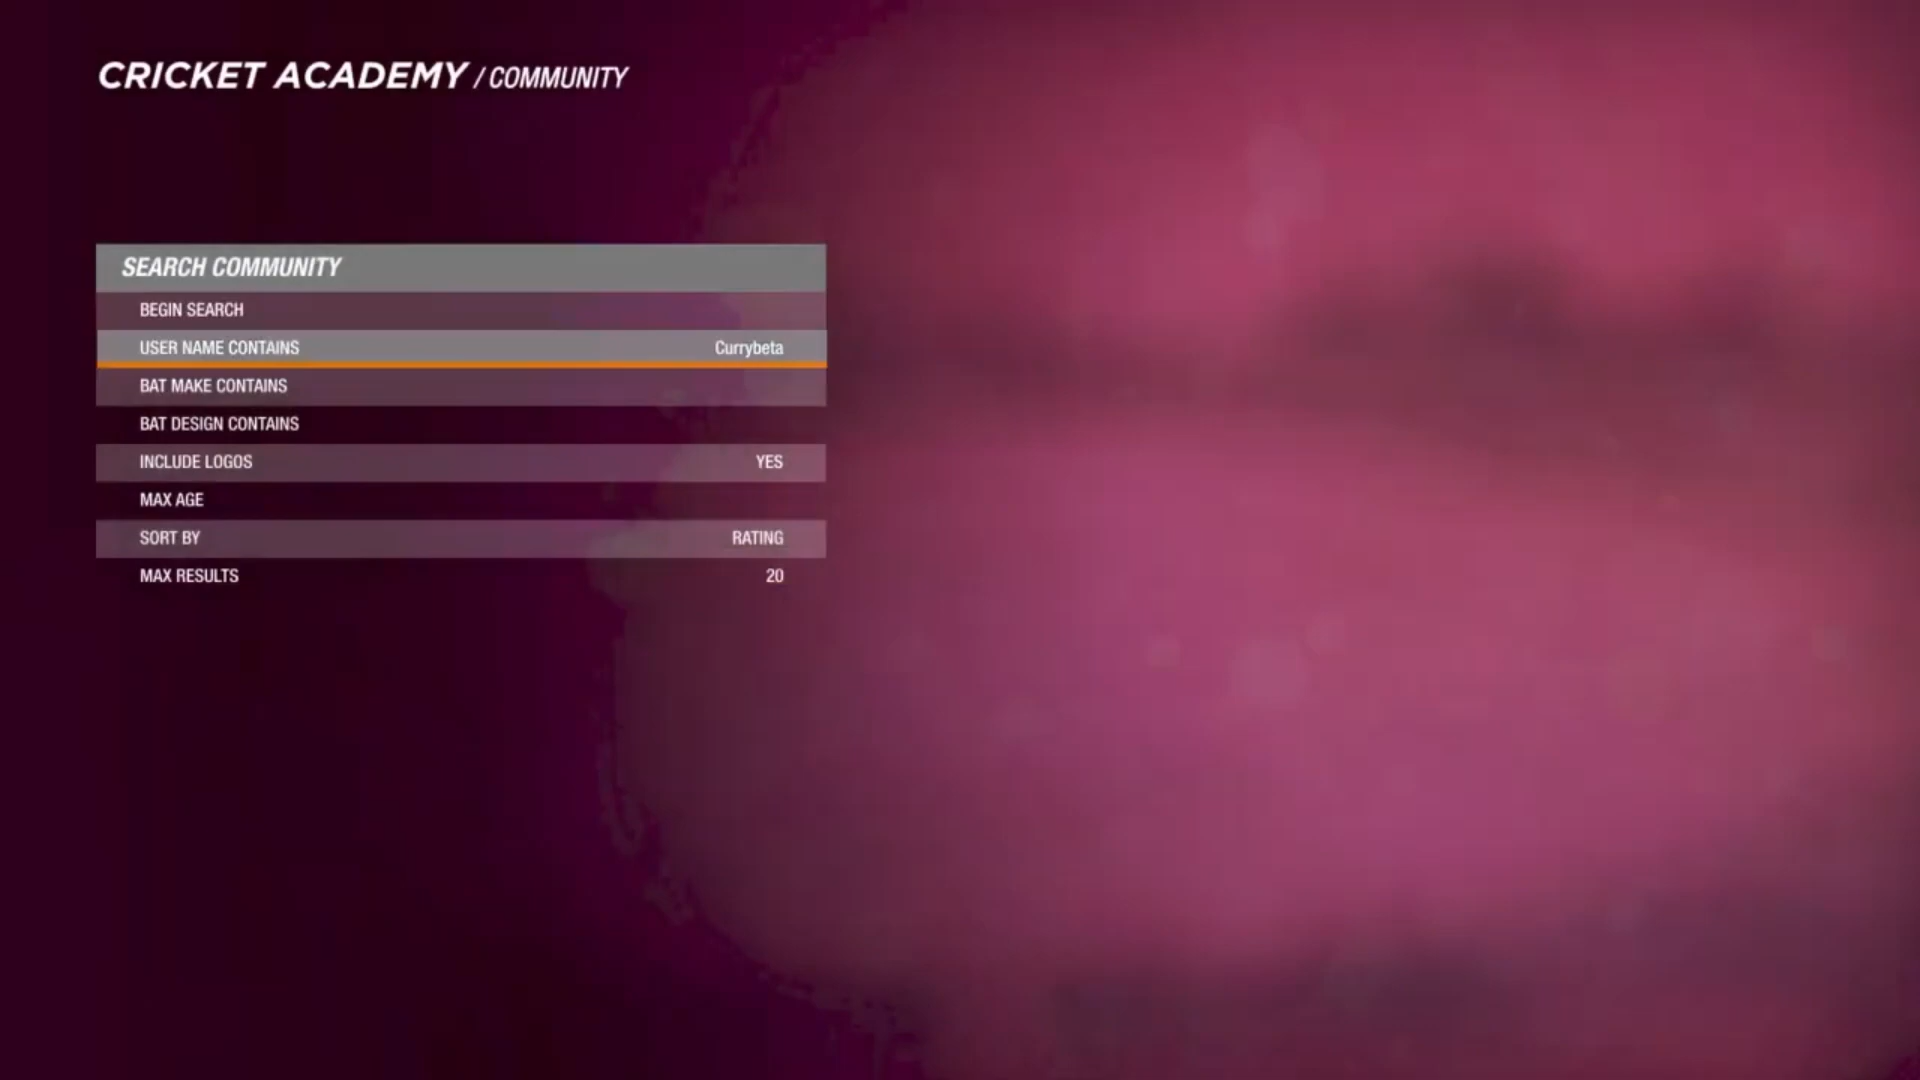 CRICKET ACADEMY / COMMUNITY
SEARCH COMMUNITY
BEGIN SEARCH
USER NAME CONTAINS Currybeta
BAT MAKE CONTAINS
BAT DESIGN CONTAINS
INCLUDE LOGOS YES
MAX AGE
SORT BY RATING
MAX RESULTS 20